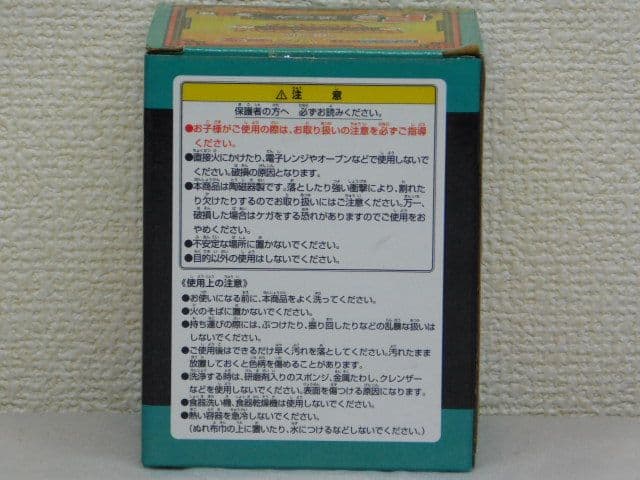 ⚠注意
保護者の方へ 必ずお読みください。
●お子様がご使用の際は、お取り扱いの注意を必ずご指導
ください。
●直接火にかけたり、電子レンジやオーブンなどで使用しないで
ください。破損の原因となります。
●本商品は陶磁器製です。落としたり強い衝撃により、割れた
り欠けたりするのでお取り扱いにはご注意ください。万一、
破損した場合はケガをする恐れがありますのでご使用をお
やめください。
●不安定な場所に置かないでください。
●目的以外の使用はしないでください。
《使用上の注意》
●お使いになる前に、本商品をよく洗ってください。
●火のそばに置かないでください。
●持ち運びの際には、ぶつけたり、振り回したりなどの乱暴な扱いは
しないでください。
●ご使用後はできるだけ早く汚れを落としてください。汚れたまま
放置しておくと色柄を傷めることがあります。
●洗浄する時は、研磨剤入りのスポンジ、金属たわし、クレンザー
などを使用しないでください。表面を傷つける原因になります。
●食器洗い機、食器乾燥機は使用しないでください。
●熱い容器を急冷しないでください。
(ぬれ布巾の上に置いたり、水につけるなどしないでください。)